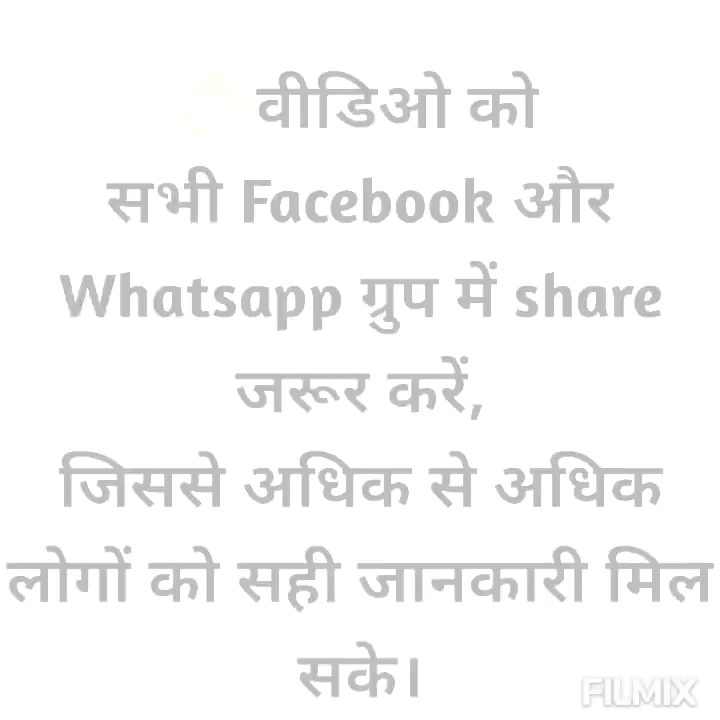 वीडिओ को
सभी Facebook और
Whatsapp ग्रुप में share
जरूर करें,
जिससे अधिक से अधिक
लोगों को सही जानकारी मिल
सके।
FILMIX